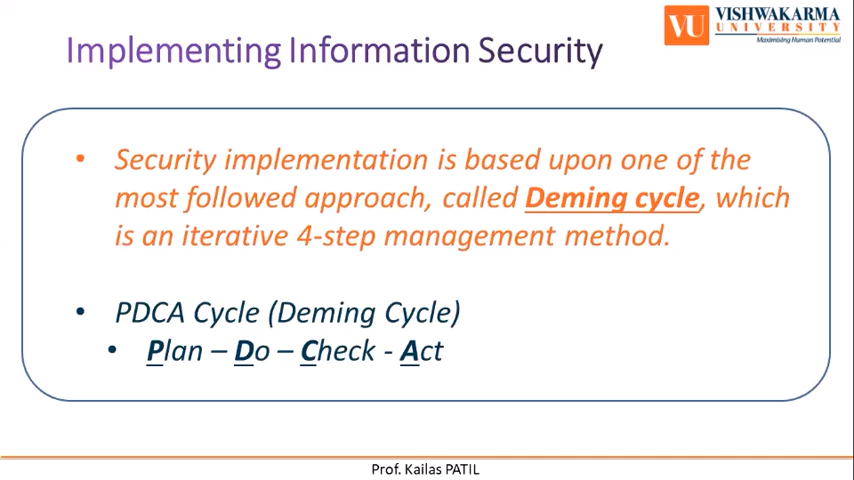 VISHWAKARMA
VU UNIVERSITY
Maximising Human Potential
Implementing Information Security
• Security implementation is based upon one of the
most followed approach, called Deming cycle, which
is an iterative 4-step management method.
• PDCA Cycle (Deming Cycle)
• Plan – Do – Check - Act
Prof. Kailas PATIL